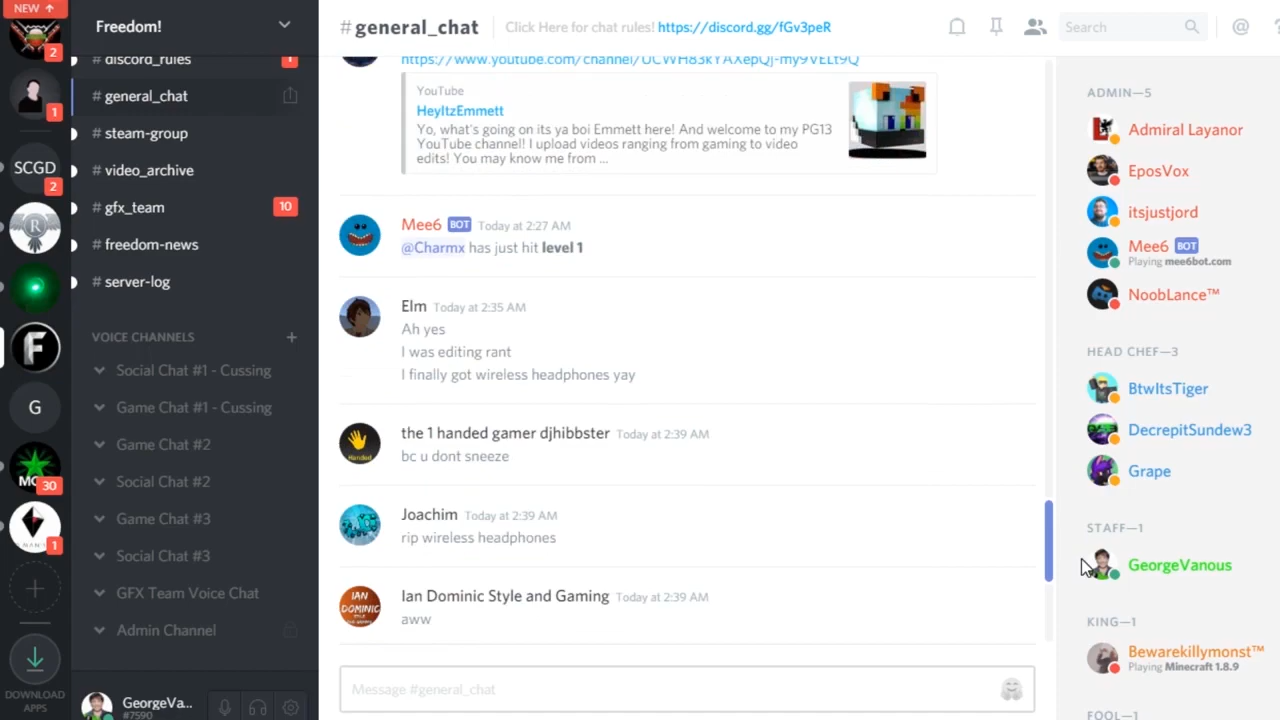 NEW ↑
2
1
SCGD
2
R
F
G
30
1
DOWNLOAD
APPS
Freedom!
# discord_rules
# general_chat
# steam-group
# video_archive
# gfx_team 10
# freedom-news
# server-log
VOICE CHANNELS
Social Chat #1 - Cussing
Game Chat #1 - Cussing
Game Chat #2
Social Chat #2
Game Chat #3
Social Chat #3
GFX Team Voice Chat
Admin Channel
GeorgeVa...
#7590
#general_chat Click Here for chat rules! https://discord.gg/fGv3peR
Search
YouTube
HeyItzEmmett
Yo, what's going on its ya boi Emmett here! And welcome to my PG13
YouTube channel! I upload videos ranging from gaming to video
edits! You may know me from ...
Mee6 BOT Today at 2:27 AM
@Charmx has just hit level 1
Elm Today at 2:35 AM
Ah yes
I was editing rant
I finally got wireless headphones yay
the 1 handed gamer djhibbster Today at 2:39 AM
bc u dont sneeze
Joachim Today at 2:39 AM
rip wireless headphones
IAN
DOMINIC
Ian Dominic Style and Gaming Today at 2:39 AM
aww
Message #general_chat
ADMIN—5
Admiral Layanor
EposVox
itsjustjord
Mee6 BOT
Playing mee6bot.com
NoobLance™
HEAD CHEF—3
BtwItsTiger
DecrepitSundew3
Grape
STAFF—1
GeorgeVanous
KING—1
Bewarekillymonst™
Playing Minecraft 1.8.9
FOOL—1